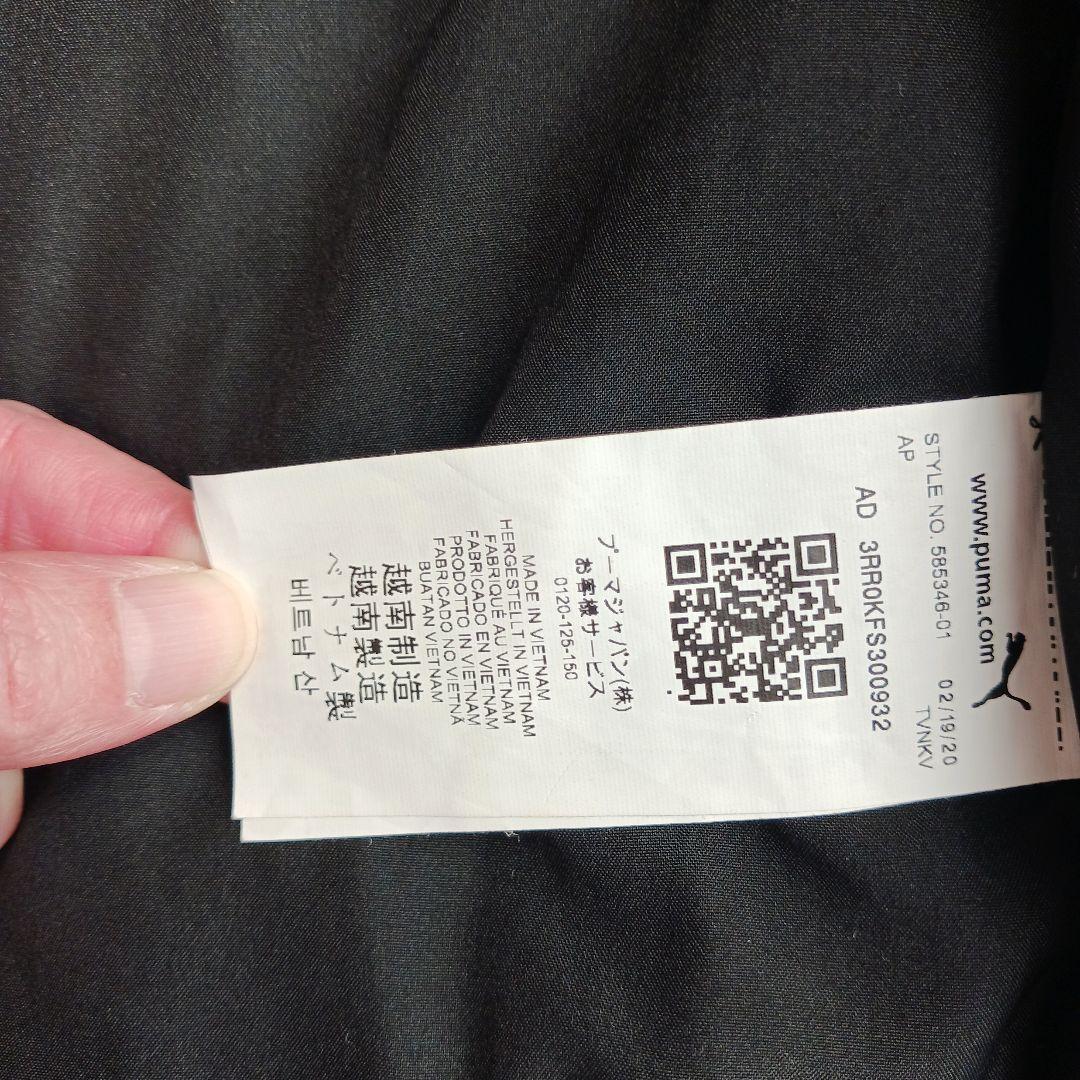 www.puma.com
STYLE NO. 585346-01 02/19/20
AP TVNKV
AD 3RR0KFS300932
プーマジャパン(株)
お客様サービス
0120-125-150
MADE IN VIETNAM
HERGESTELLT IN VIETNAM
FABRIQUÉ AU VIETNAM
FABRICADO EN VIETNAM
PRODOTTO IN VIETNAM
FABRICADO NO VIETNÃ
BUATAN VIETNAM
越南制造
越南製造
ベトナム製
베트남 산